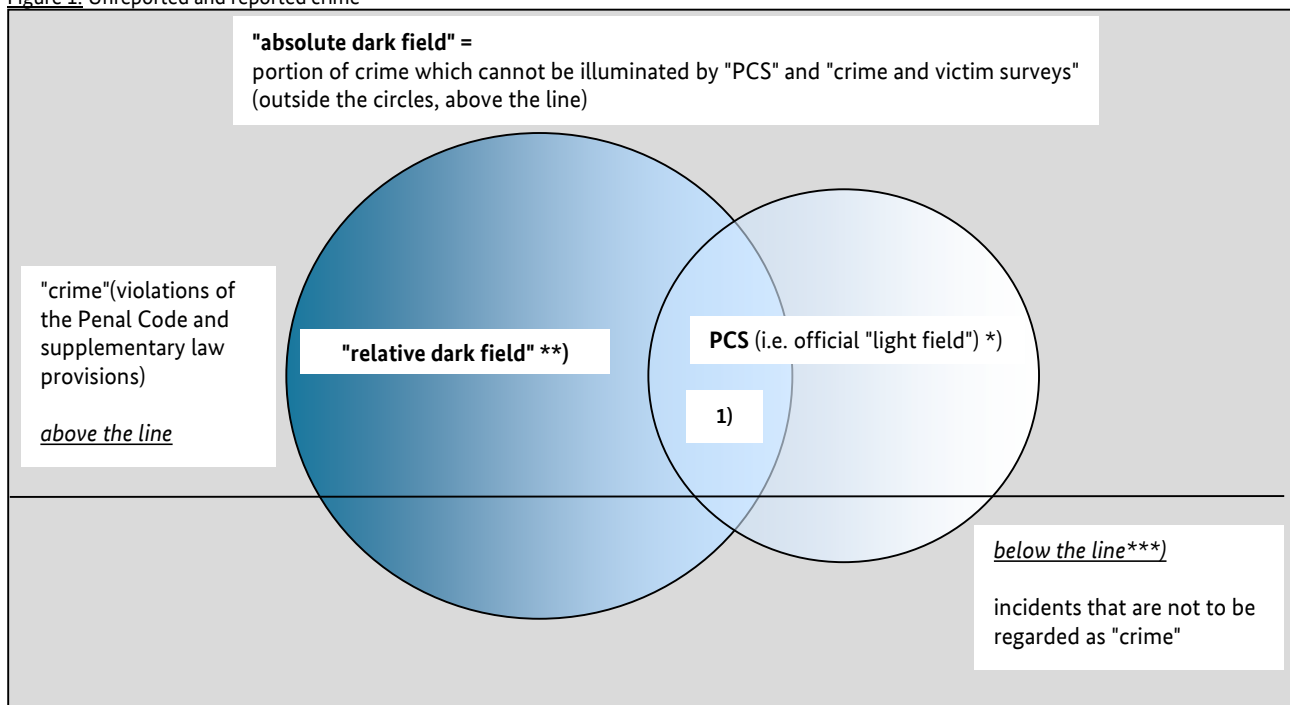 Figure 1: Unreported and reported crime
"absolute dark field" =
portion of crime which cannot be illuminated by "PCS" and "crime and victim surveys"
(outside the circles, above the line)
"crime"(violations of
the Penal Code and
supplementary law
provisions)
above the line
"relative dark field" **)
PCS (i.e. official "light field") *)
1)
below the line***)
incidents that are not to be
regarded as "crime"